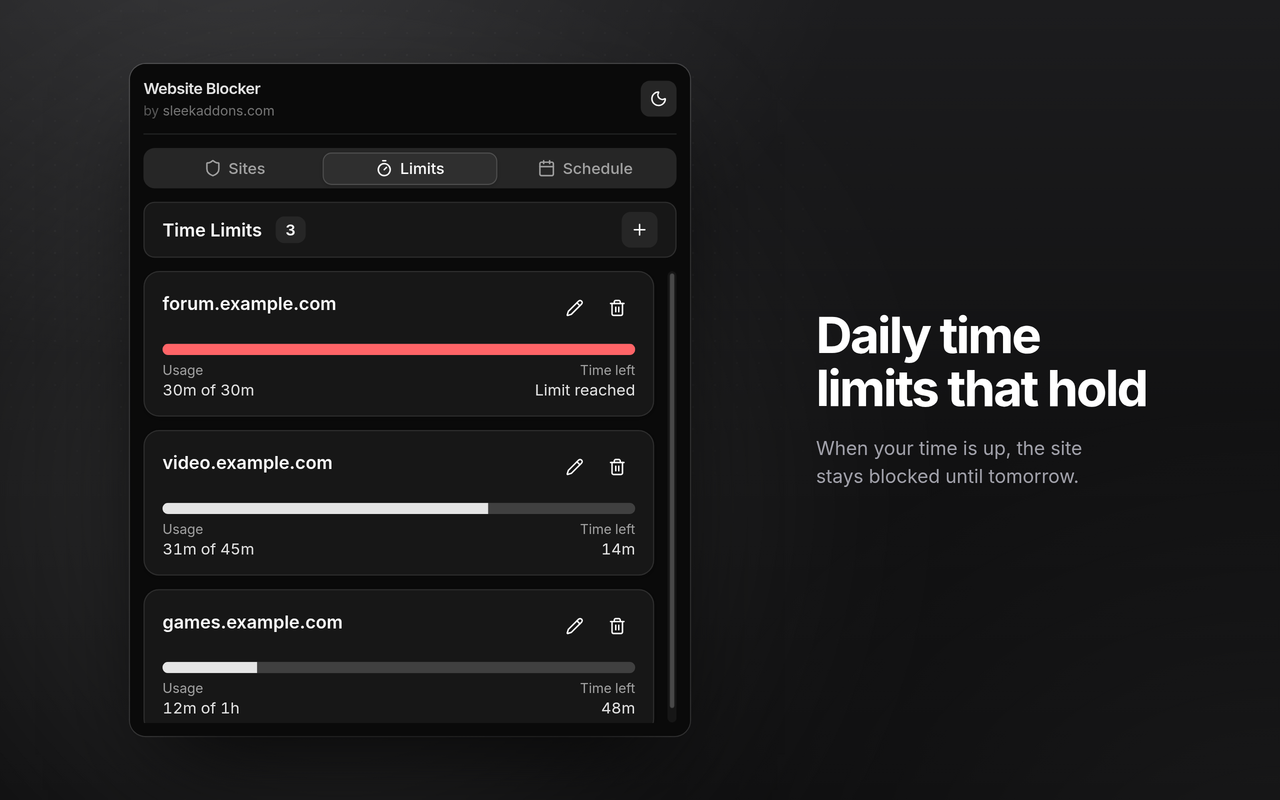 Website Blocker
by sleekaddons.com
Sites
Limits
Schedule
Time Limits 3
forum.example.com
Usage
Time left
30m of 30m
Limit reached
video.example.com
Usage
Time left
31m of 45m
14m
games.example.com
Usage
Time left
12m of 1h
48m
Daily time
limits that hold
When your time is up, the site
stays blocked until tomorrow.